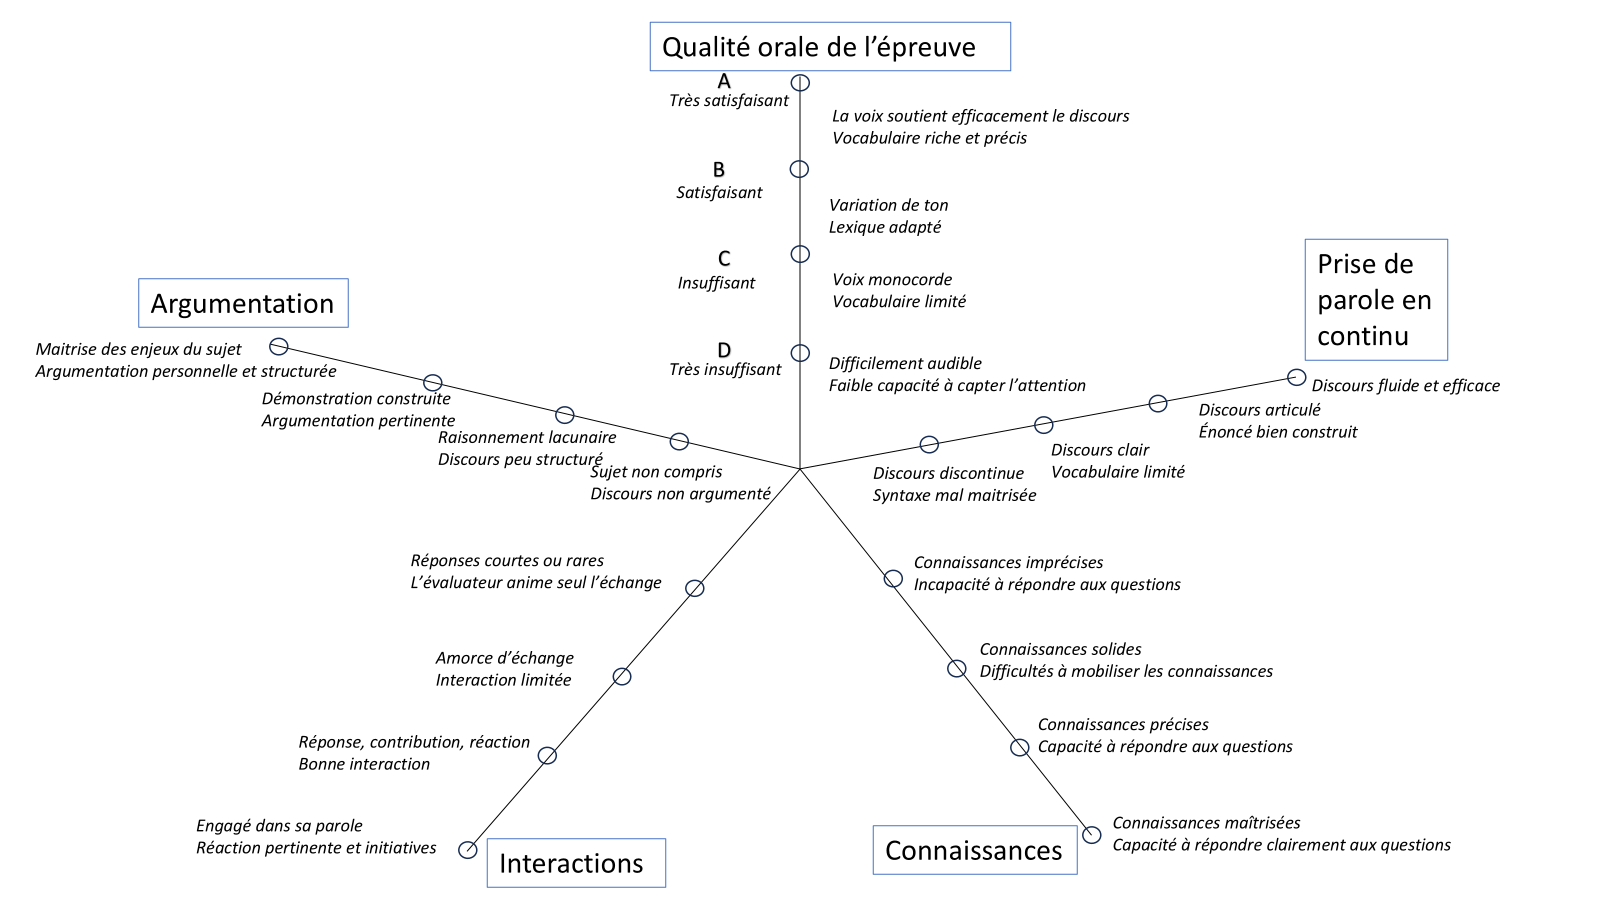 Qualité orale de l’épreuve
A
Très satisfaisant
La voix soutient efficacement le discours
Vocabulaire riche et précis
B
Satisfaisant
Variation de ton
Lexique adapté
C
Insuffisant
Voix monocorde
Vocabulaire limité
D
Très insuffisant
Difficilement audible
Faible capacité à capter l’attention
Prise de
parole en
continu
Discours fluide et efficace
Discours articulé
Énoncé bien construit
Discours clair
Vocabulaire limité
Discours discontinue
Syntaxe mal maitrisée
Argumentation
Maitrise des enjeux du sujet
Argumentation personnelle et structurée
Démonstration construite
Argumentation pertinente
Raisonnement lacunaire
Discours peu structuré
Sujet non compris
Discours non argumenté
Réponses courtes ou rares
L’évaluateur anime seul l’échange
Amorce d’échange
Interaction limitée
Réponse, contribution, réaction
Bonne interaction
Engagé dans sa parole
Réaction pertinente et initiatives
Interactions
Connaissances imprécises
Incapacité à répondre aux questions
Connaissances solides
Difficultés à mobiliser les connaissances
Connaissances précises
Capacité à répondre aux questions
Connaissances maîtrisées
Capacité à répondre clairement aux questions
Connaissances